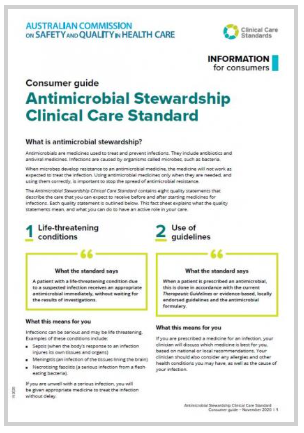 AUSTRALIAN COMMISSION
ON SAFETY AND QUALITY IN HEALTH CARE
Clinical Care
Standards
INFORMATION
for consumers
Consumer guide
Antimicrobial Stewardship
Clinical Care Standard
What is antimicrobial stewardship?
Antimicrobials are medicines used to treat and prevent infections. They include antibiotics and
antiviral medicines. Infections are caused by organisms called microbes, such as bacteria.
When microbes develop resistance to an antimicrobial, the medicine will not work as
expected to treat the infection. Using antimicrobial medicines only when they are needed, and
using them correctly, is important to stop the spread of antimicrobial resistance.
The Antimicrobial Stewardship Clinical Care Standard contains eight quality statements that
describe the care that you can expect to receive before and after starting medicines for
infections. Each quality statement is outlined below. This fact sheet explains what the quality
statements mean, and what you can do to have an active role in your care.
1 Life-threatening
conditions
What the standard says
A patient with a life-threatening condition due
to a suspected infection receives an appropriate
antimicrobial immediately, without waiting for
the results of investigations.
What this means for you
Infections can be serious and may be life threatening.
Examples of these conditions include:
• Sepsis (when the body's response to an infection
injures its own tissues and organs)
• Meningitis (an infection of the tissues lining the brain)
• Necrotising fasciitis (a serious infection from a flesh-
eating bacteria).
If you are unwell with a serious infection, you will
be given appropriate medicine to treat the infection
without delay.
2 Use of
guidelines
What the standard says
When a patient is prescribed an antimicrobial,
this is done in accordance with the current
Therapeutic Guidelines or evidence-based, locally
endorsed guidelines and the antimicrobial
formulary.
What this means for you
If you are prescribed a medicine for an infection, your
clinician will discuss which medicine is best for you,
based on national or local recommendations. Your
clinician should also consider any allergies and other
health conditions you may have, as well as the cause of
your infection.
Antimicrobial Stewardship Clinical Care Standard
Consumer guide – November 2020 | 1